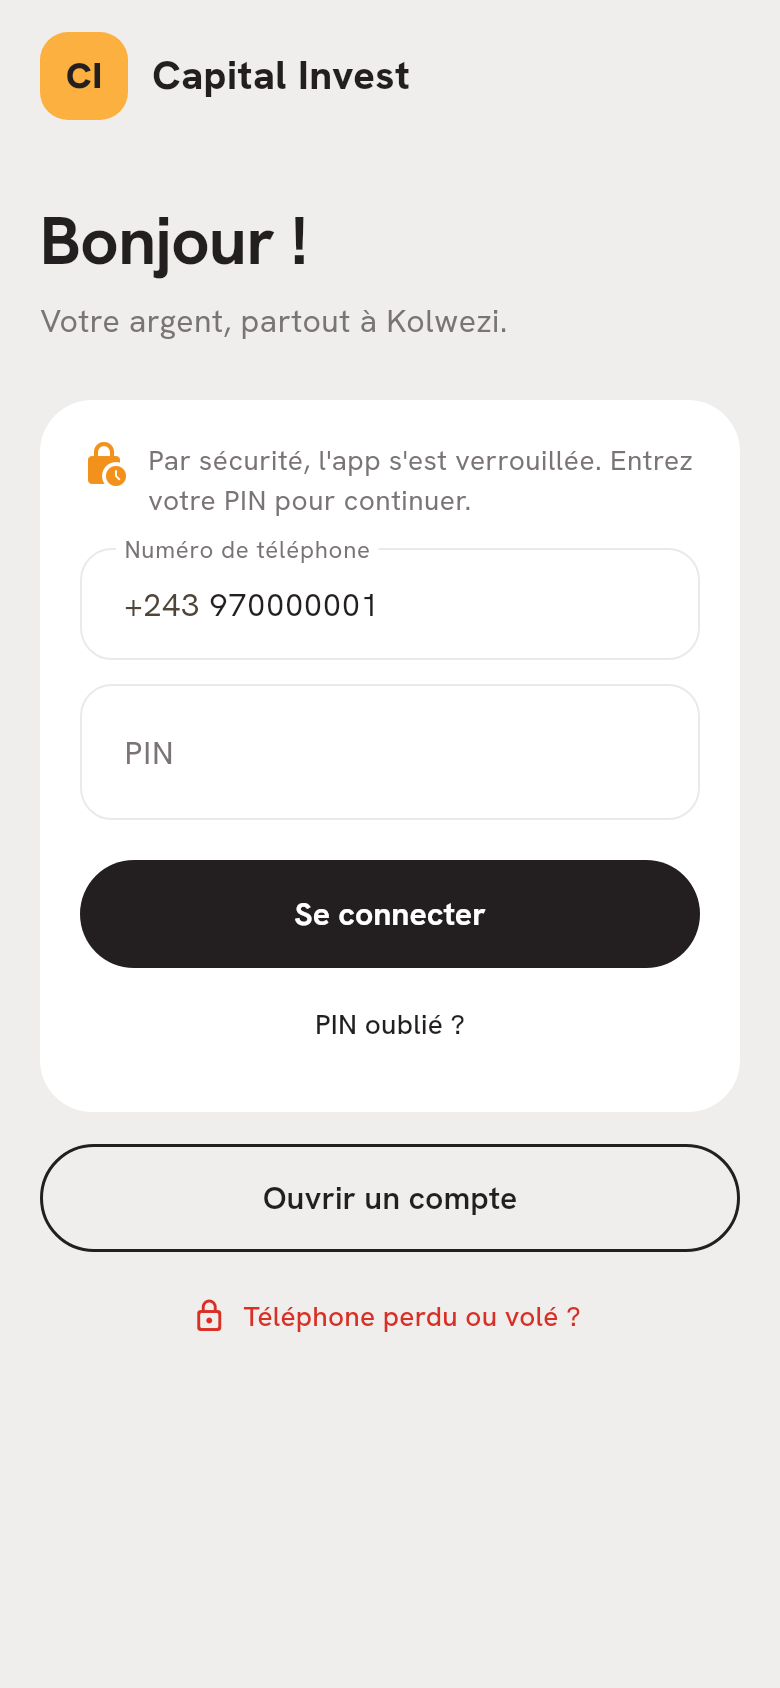 CI
Capital Invest
Bonjour !
Votre argent, partout à Kolwezi.
Par sécurité, l'app s'est verrouillée. Entrez
votre PIN pour continuer.
Numéro de téléphone
+243 970000001
PIN
Se connecter
PIN oublié ?
Ouvrir un compte
Téléphone perdu ou volé ?